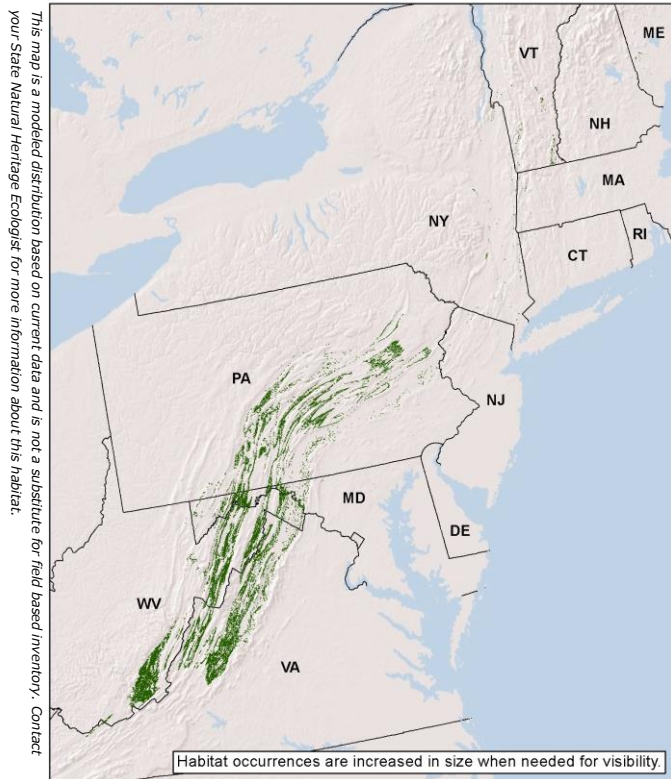 This map is a modeled distribution based on current data and is not a substitute for field based inventory. Contact
your State Natural Heritage Ecologist for more information about this habitat.
ME
VT
NH
MA
NY
RI
CT
PA
NJ
MD
DE
WV
VA
Habitat occurrences are increased in size when needed for visibility.